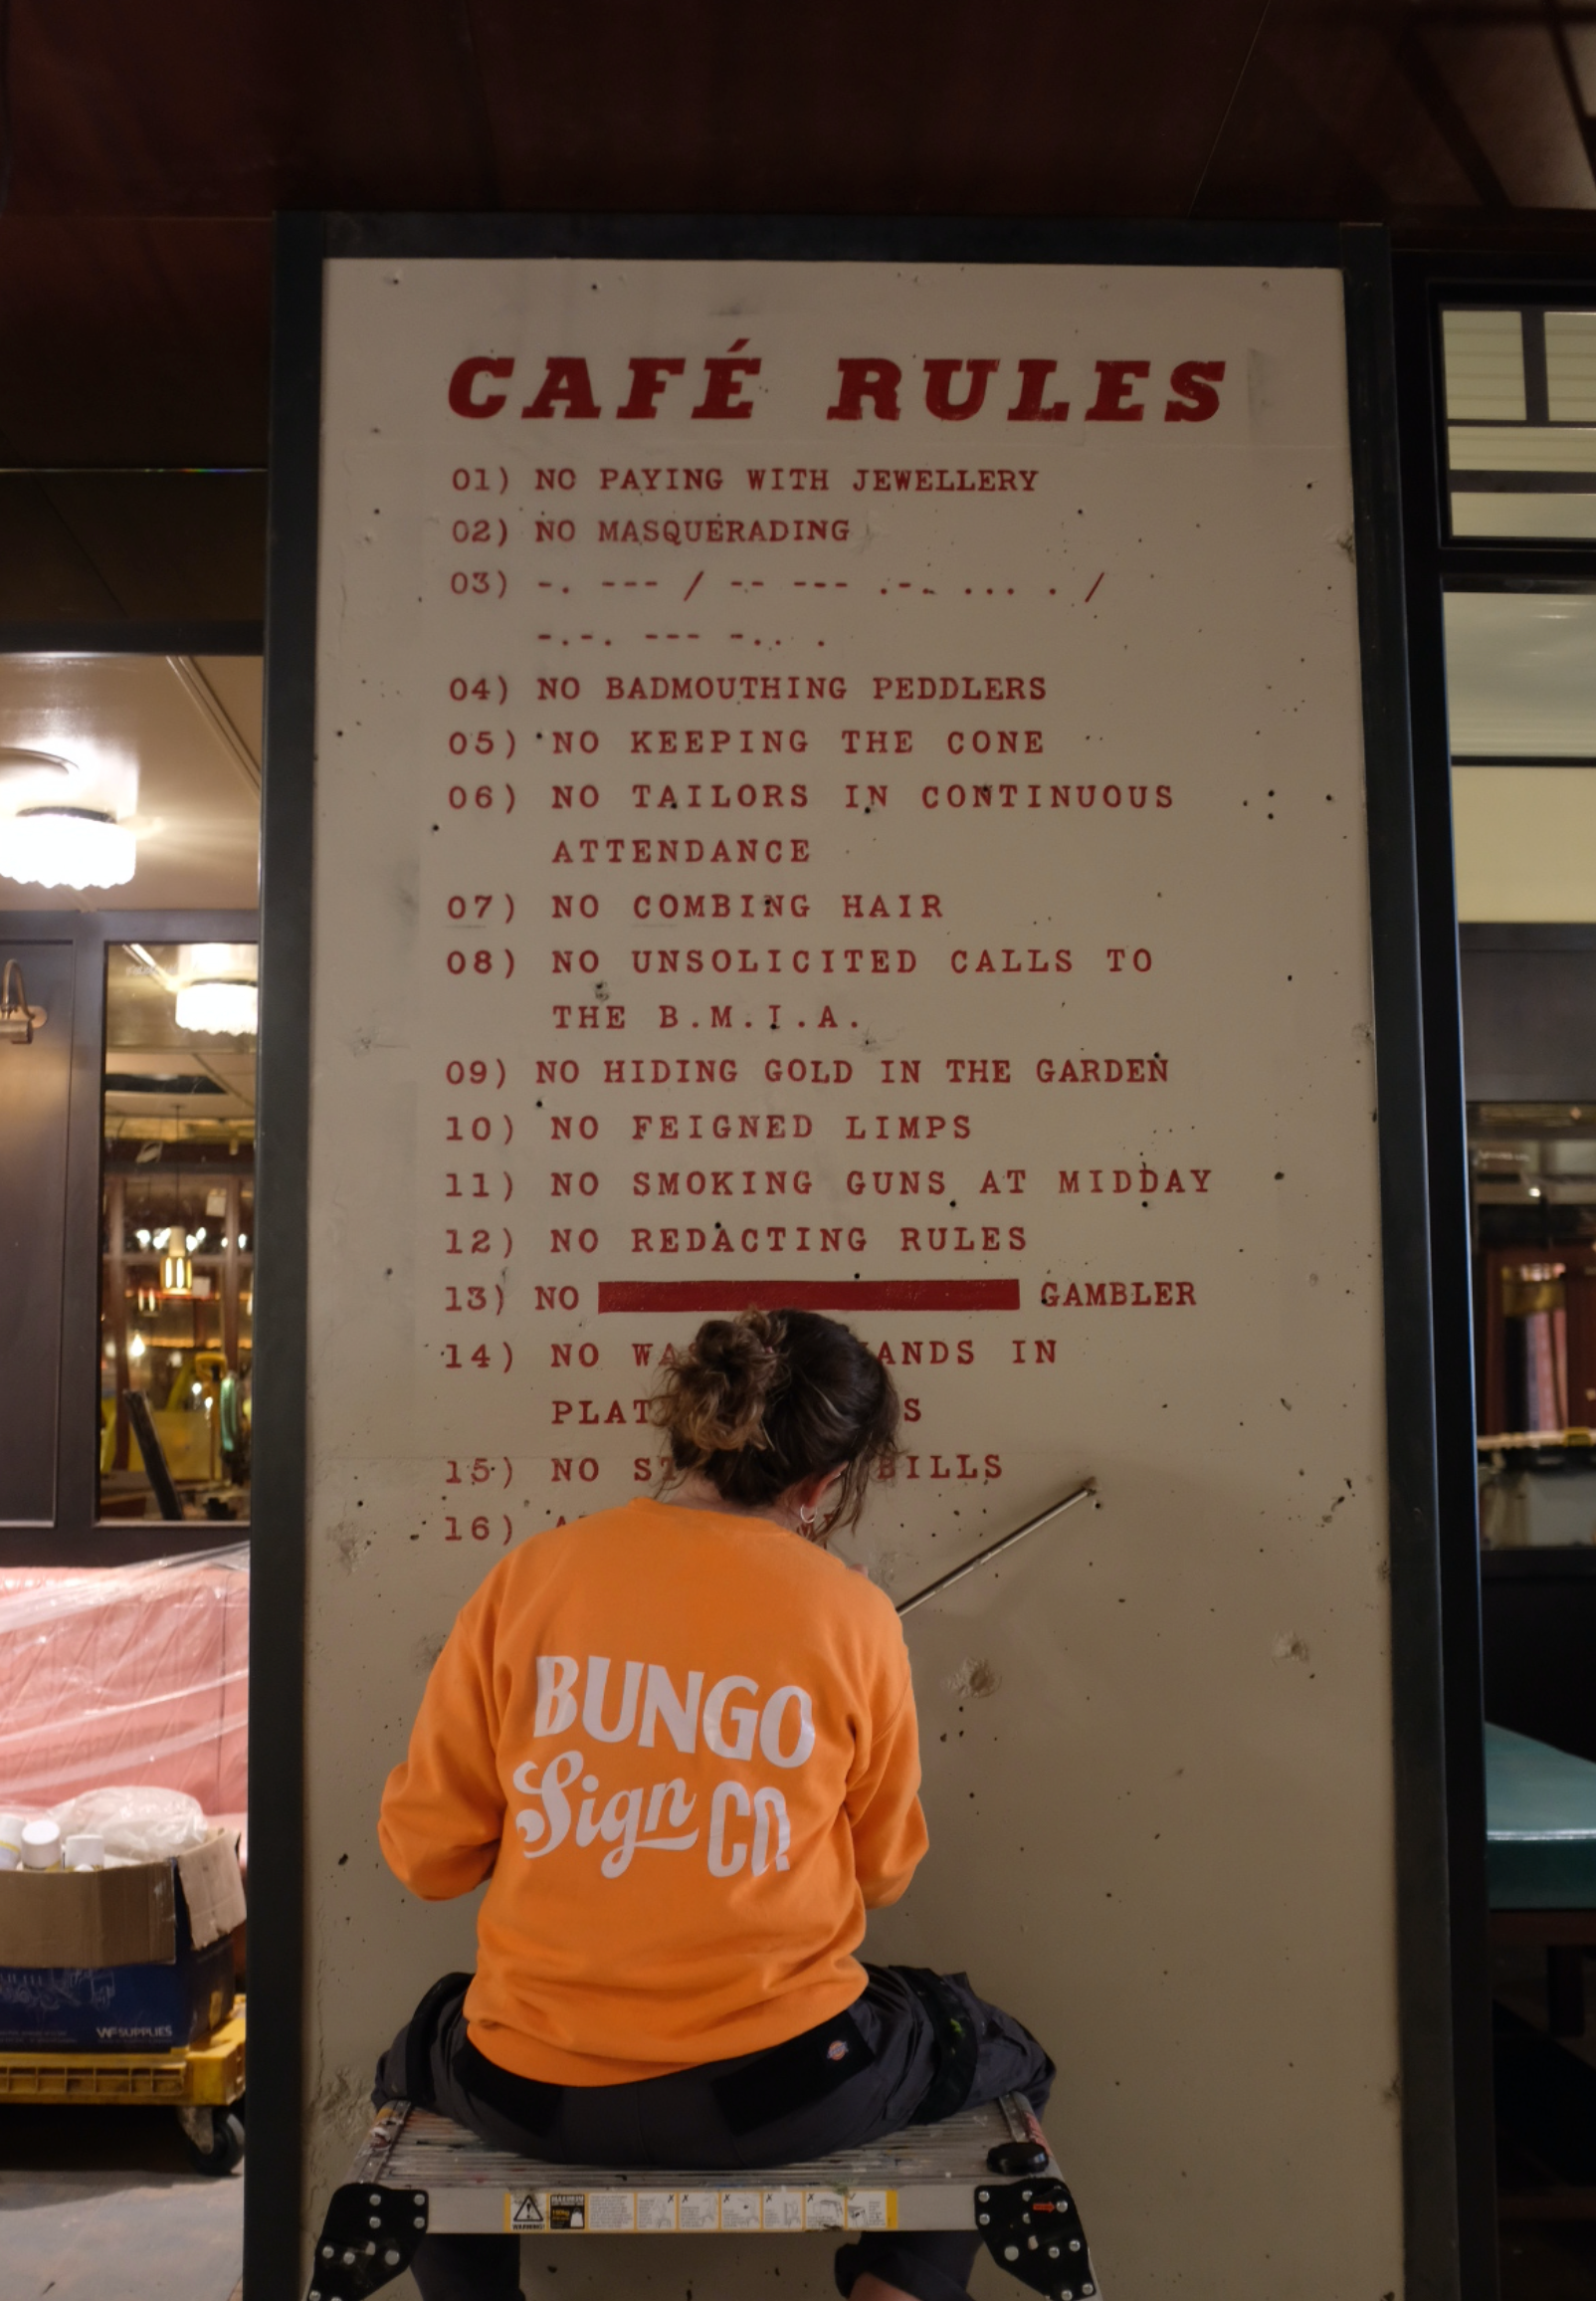 CAFÉ RULES
01) NO PAYING WITH JEWELLERY
02) NO MASQUERADING
03) -. --- / -- --- .-. ... . /
-.-. --- -.. .
04) NO BADMOUTHING PEDDLERS
05) NO KEEPING THE CONE
06) NO TAILORS IN CONTINUOUS
ATTENDANCE
07) NO COMBING HAIR
08) NO UNSOLICITED CALLS TO
THE B.M.I.A.
09) NO HIDING GOLD IN THE GARDEN
10) NO FEIGNED LIMPS
11) NO SMOKING GUNS AT MIDDAY
12) NO REDACTING RULES
13) NO GAMBLER
14) NO IN
15) NO BILLS
16)
BUNGO
Sign CO.
WF SUPPLIES
WARNING!